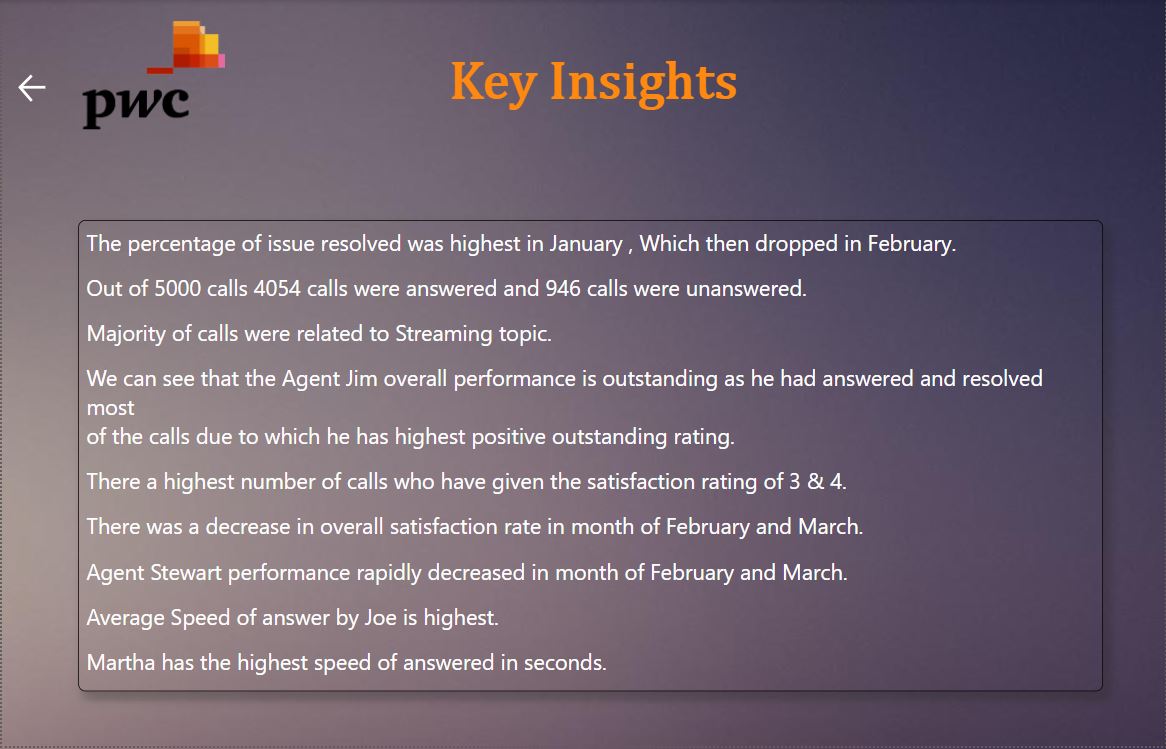 pwc
Key Insights
The percentage of issue resolved was highest in January , Which then dropped in February.
Out of 5000 calls 4054 calls were answered and 946 calls were unanswered.
Majority of calls were related to Streaming topic.
We can see that the Agent Jim overall performance is outstanding as he had answered and resolved
most
of the calls due to which he has highest positive outstanding rating.
There a highest number of calls who have given the satisfaction rating of 3 & 4.
There was a decrease in overall satisfaction rate in month of February and March.
Agent Stewart performance rapidly decreased in month of February and March.
Average Speed of answer by Joe is highest.
Martha has the highest speed of answered in seconds.